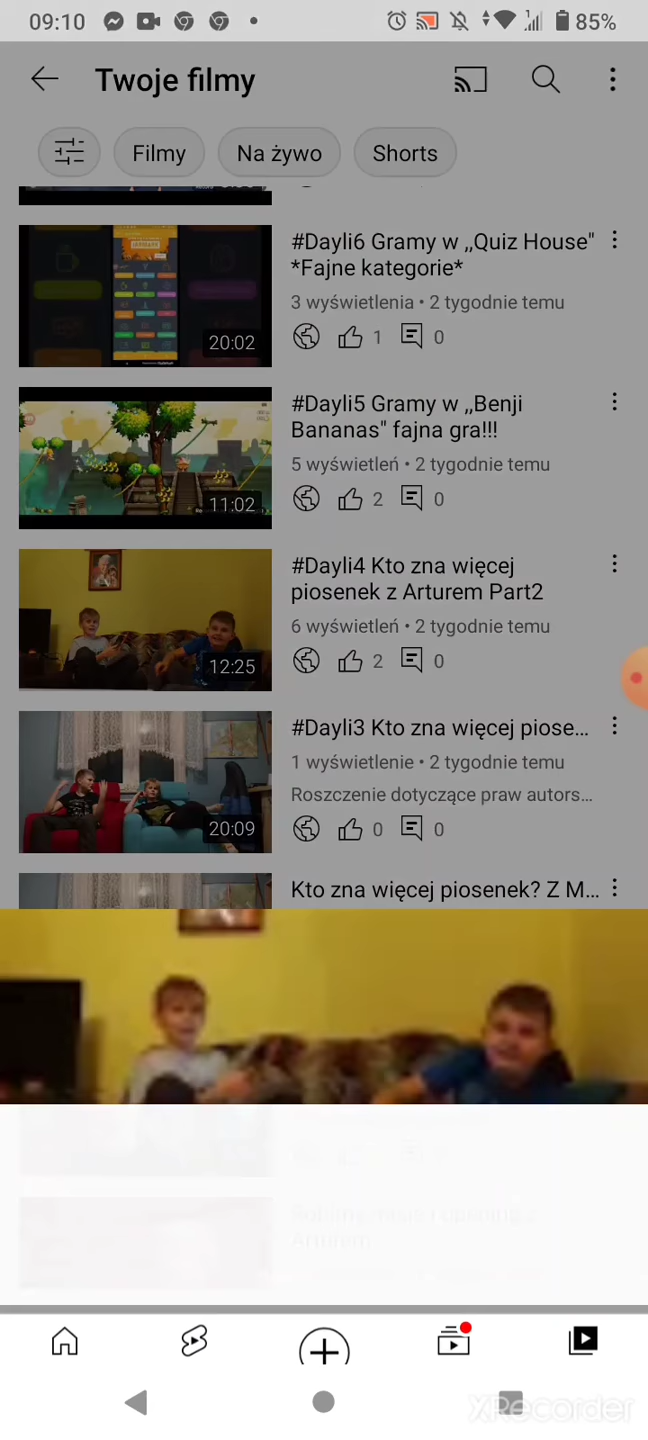 09:10
85%
Twoje filmy
Filmy
Na żywo
Shorts
#Dayli6 Gramy w ,,Quiz House"
*Fajne kategorie*
3 wyświetlenia • 2 tygodnie temu
1
0
20:02
#Dayli5 Gramy w ,,Benji
Bananas" fajna gra!!!
5 wyświetleń • 2 tygodnie temu
2
0
11:02
#Dayli4 Kto zna więcej
piosenek z Arturem Part2
6 wyświetleń • 2 tygodnie temu
2
0
12:25
#Dayli3 Kto zna więcej piose...
1 wyświetlenie • 2 tygodnie temu
Roszczenie dotyczące praw autors...
0
0
20:09
Kto zna więcej piosenek? Z M...
Arturem
XRecorder